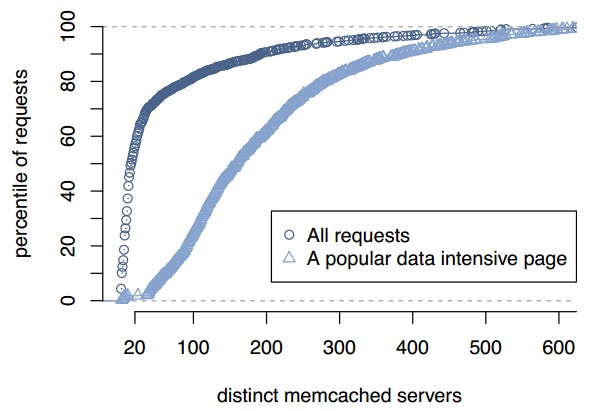 percentile of requests
100
80
60
40
20
0
All requests
A popular data intensive page
20 100 200 300 400 500 600
distinct memcached servers